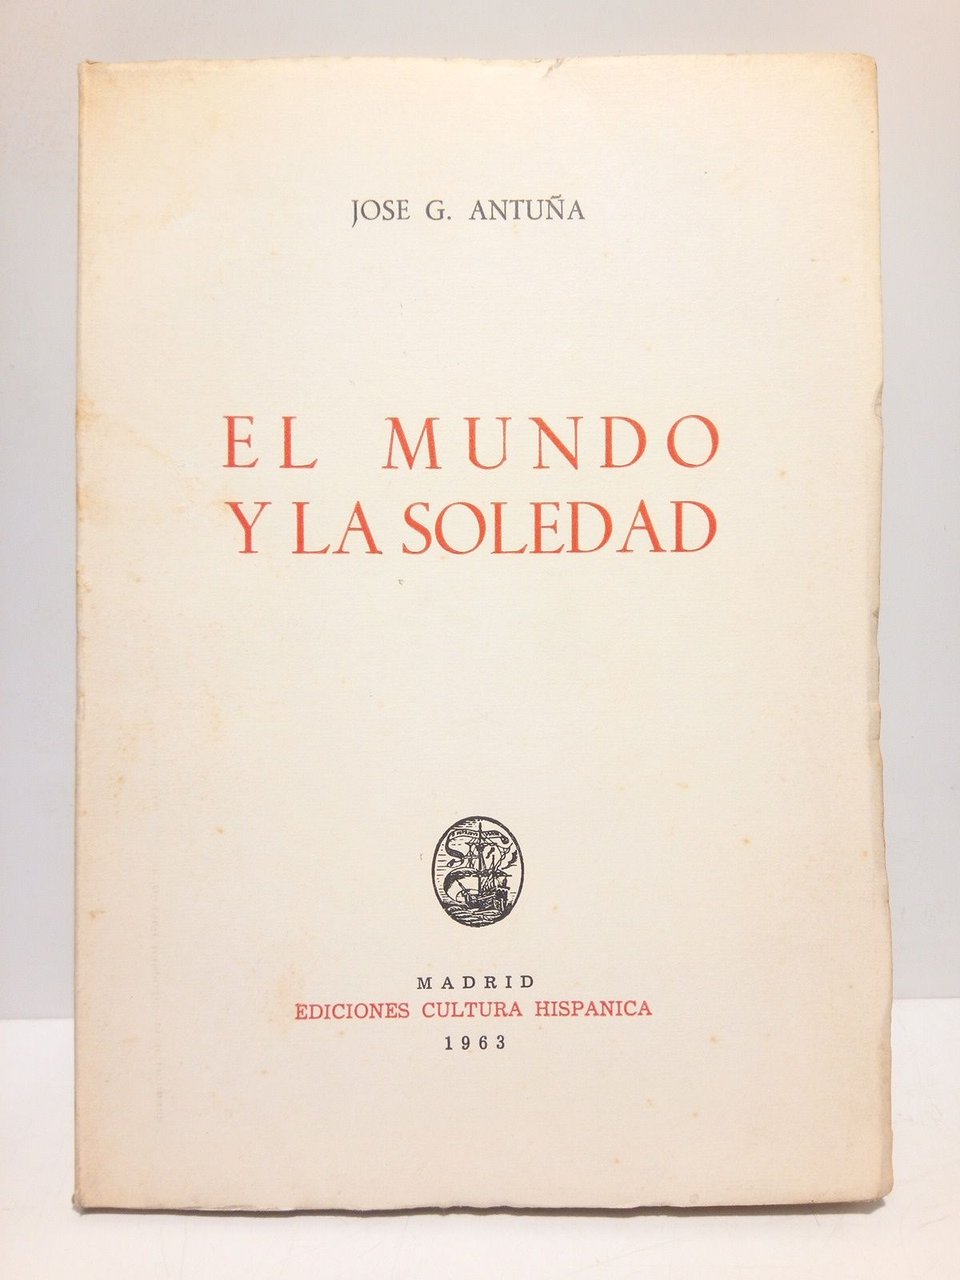 JOSE G. ANTUÑA
EL MUNDO
Y LA SOLEDAD
MADRID
EDICIONES CULTURA HISPANICA
1963